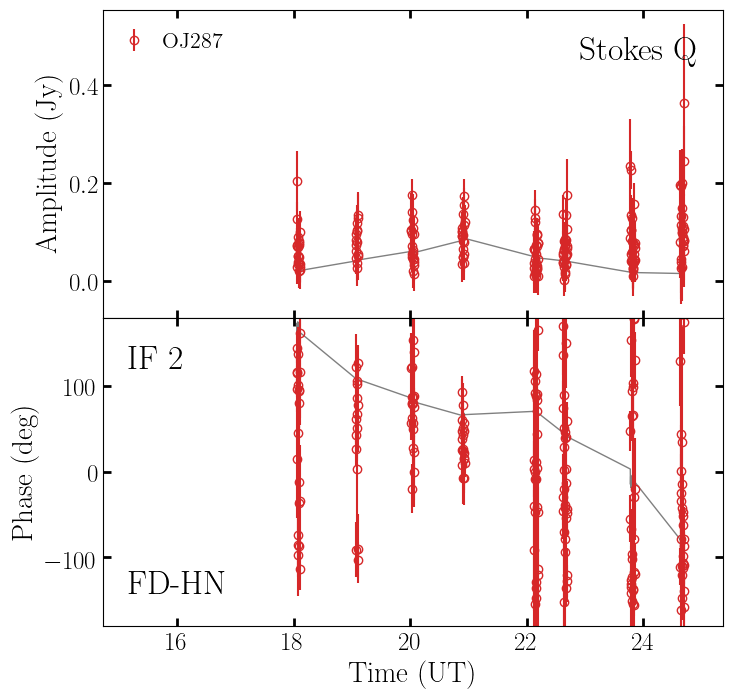 OJ287
Stokes Q
Amplitude (Jy)
0.4
0.2
0.0
IF 2
FD-HN
Phase (deg)
100
0
−100
16 18 20 22 24
Time (UT)